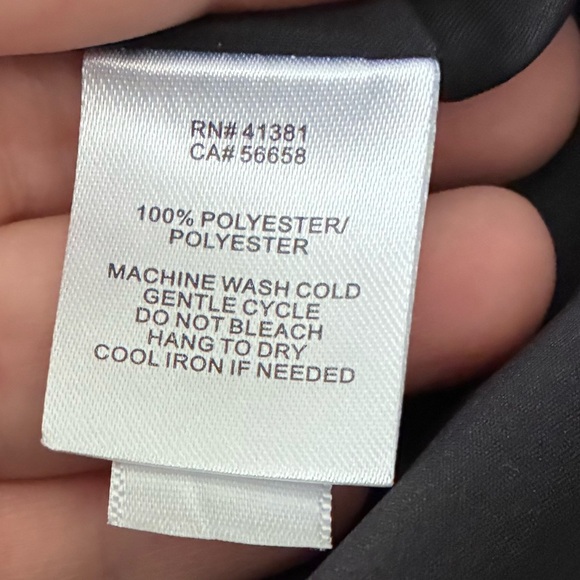 RN# 41381
CA# 56658
100% POLYESTER/
POLYESTER
MACHINE WASH COLD
GENTLE CYCLE
DO NOT BLEACH
HANG TO DRY
COOL IRON IF NEEDED